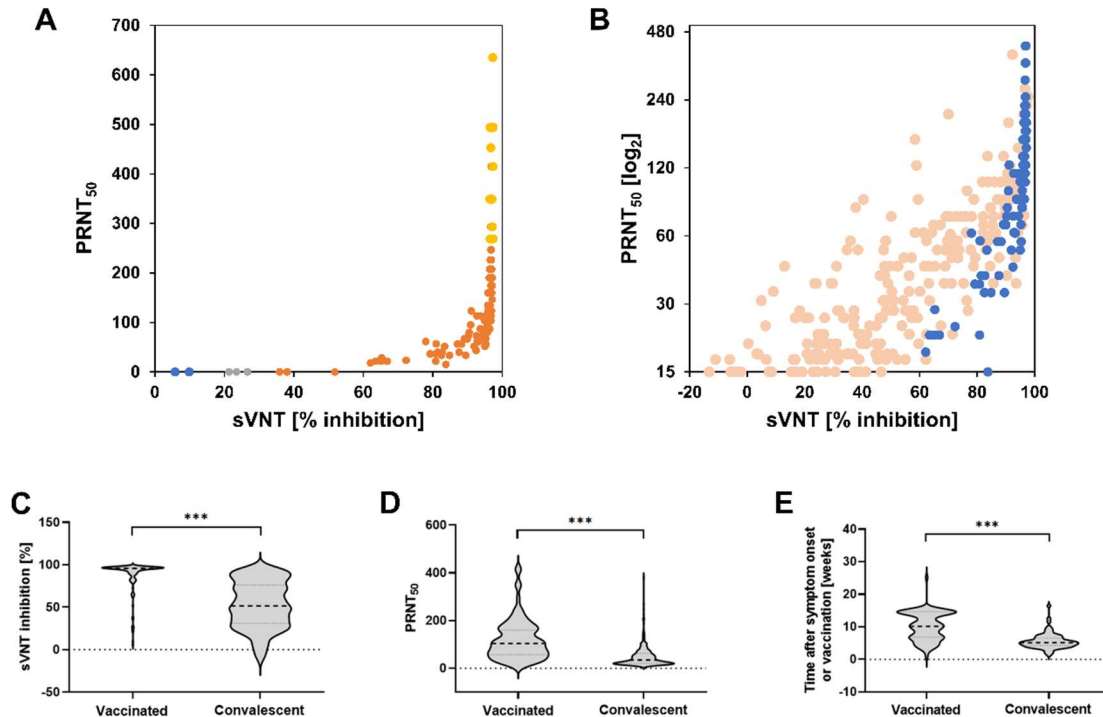 A
700
600
500
400
300
200
100
0
PRNT50
0 20 40 60 80 100
sVNT [% inhibition]
B
480
240
120
60
30
15
PRNT50 [log2]
-20 0 20 40 60 80 100
sVNT [% inhibition]
C
***
150
100
50
0
-50
sVNT inhibition [%]
Vaccinated Convalescent
D
***
600
400
200
0
PRNT50
Vaccinated Convalescent
E
***
40
30
20
10
0
-10
Time after symptom onset
or vaccination [weeks]
Vaccinated Convalescent